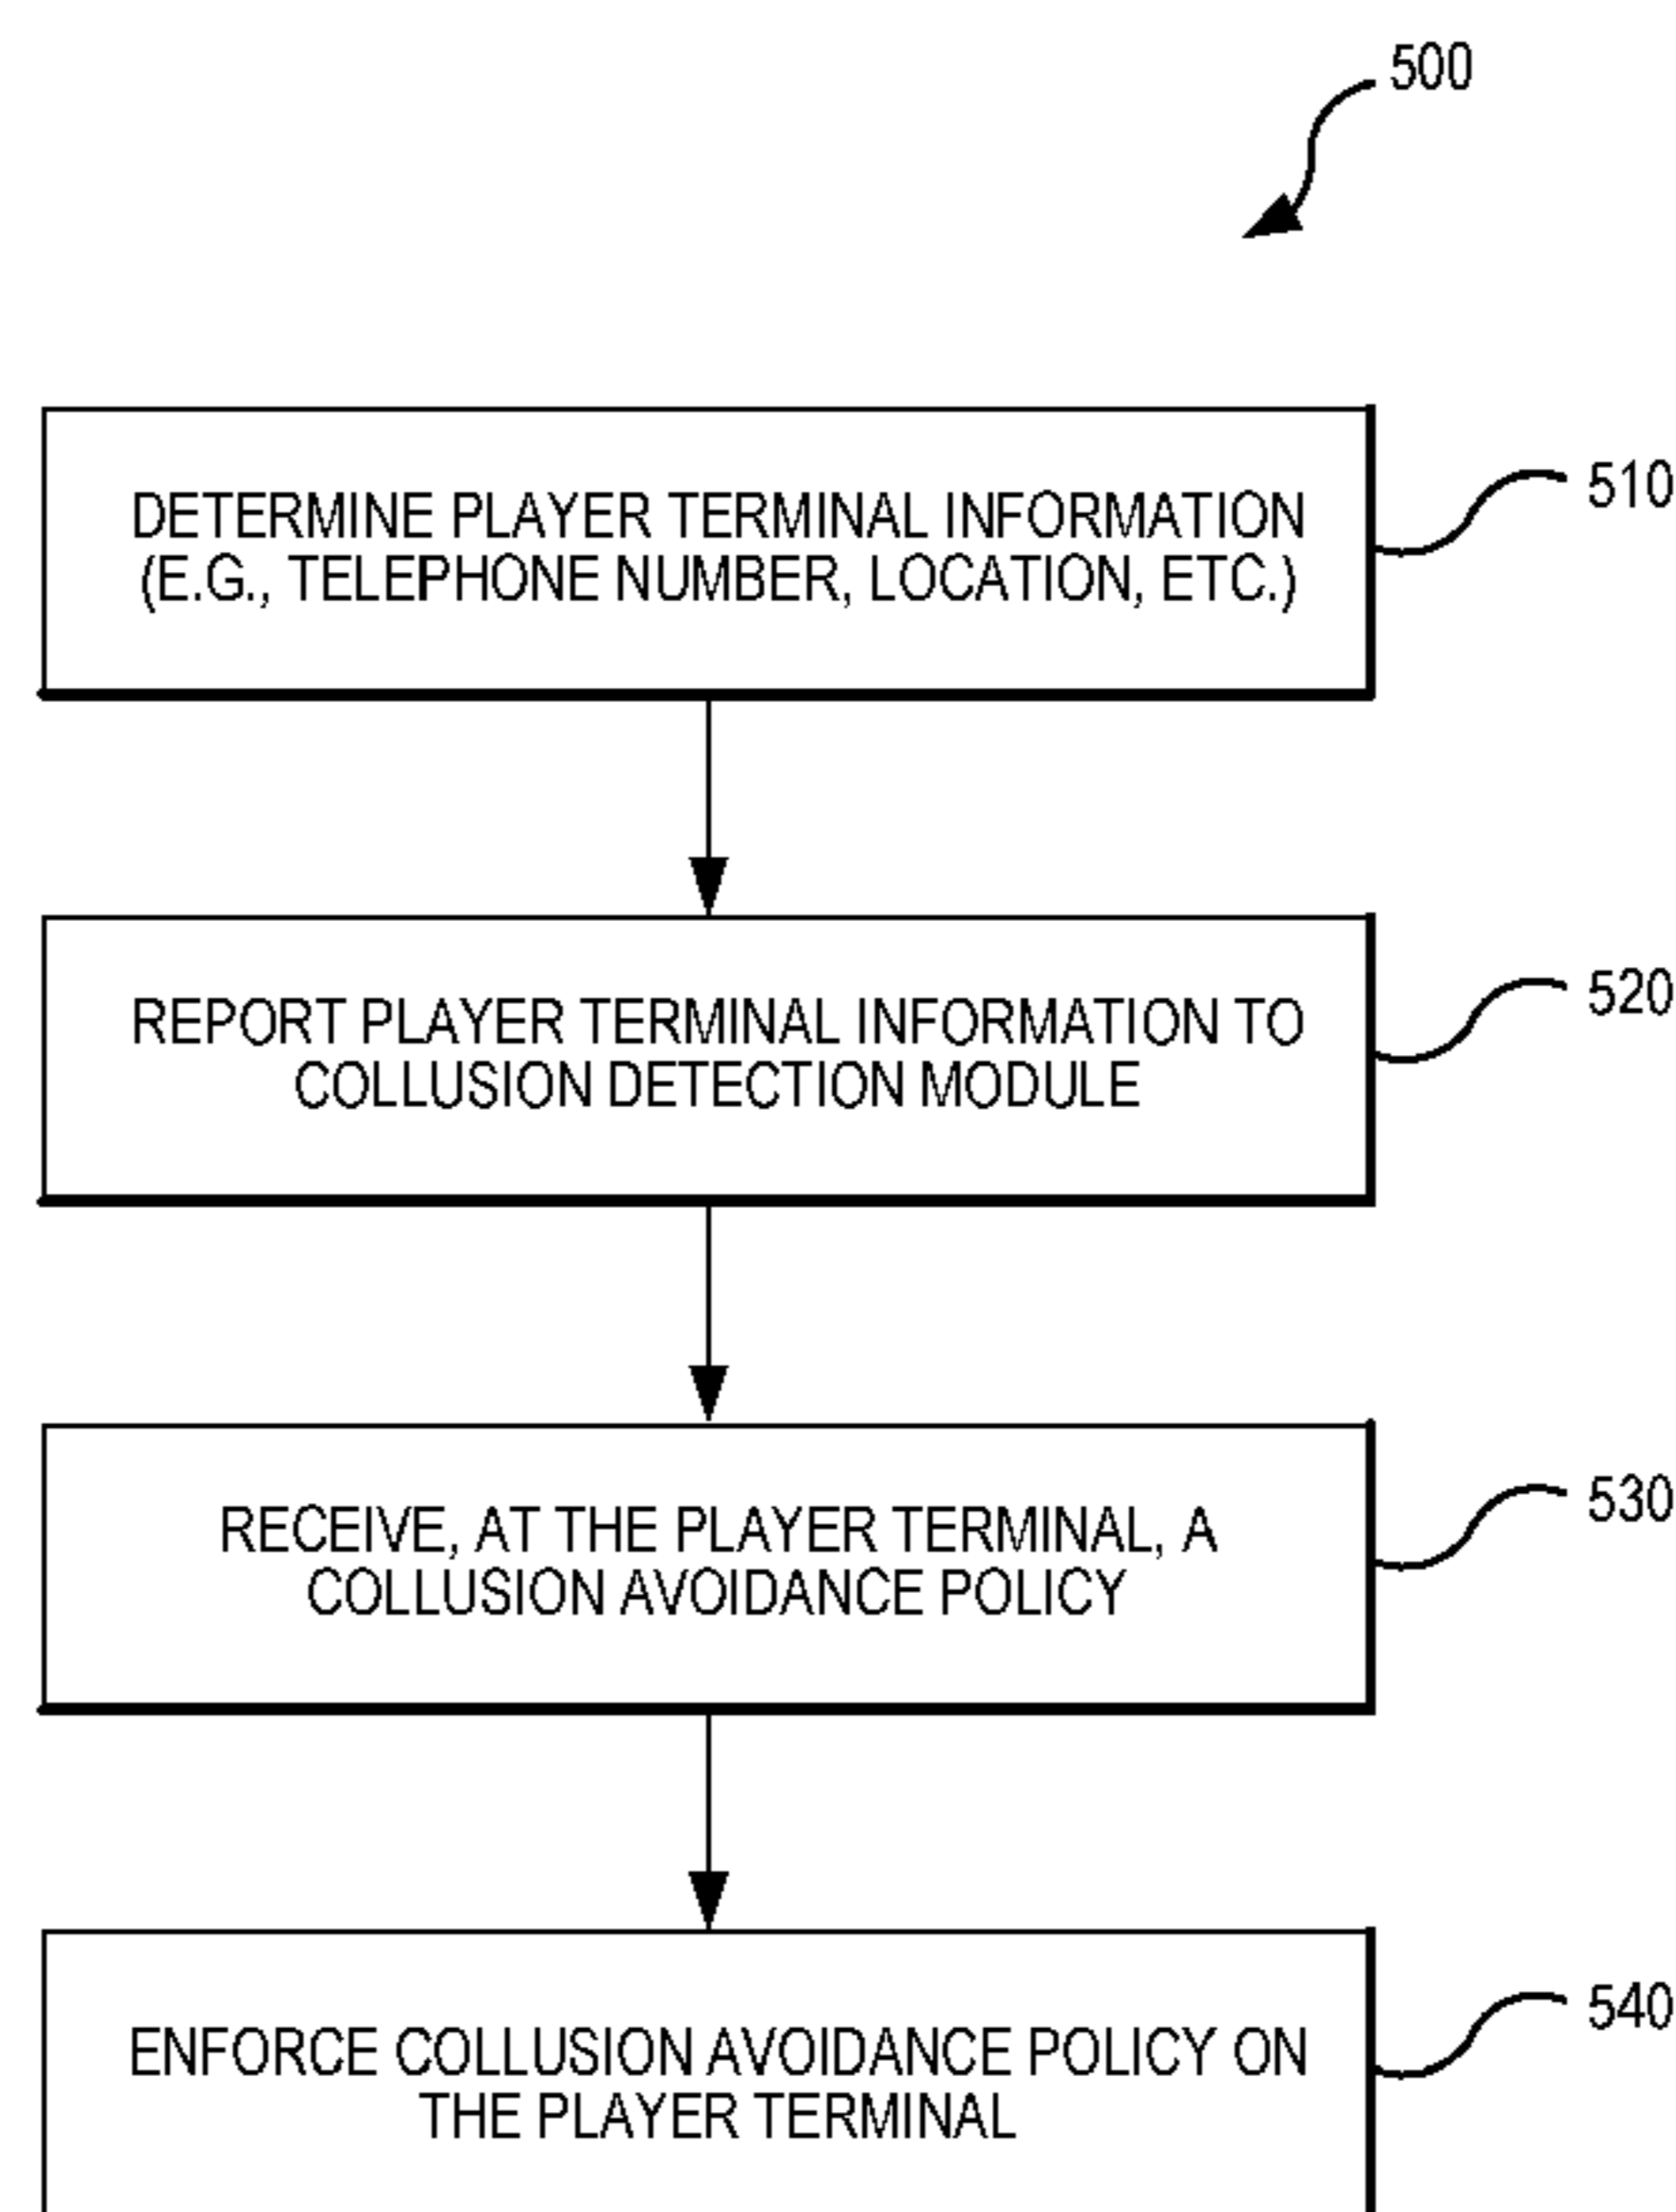 500
DETERMINE PLAYER TERMINAL INFORMATION
(E.G., TELEPHONE NUMBER, LOCATION, ETC.)
510
REPORT PLAYER TERMINAL INFORMATION TO
COLLUSION DETECTION MODULE
520
RECEIVE, AT THE PLAYER TERMINAL, A
COLLUSION AVOIDANCE POLICY
530
ENFORCE COLLUSION AVOIDANCE POLICY ON
THE PLAYER TERMINAL
540